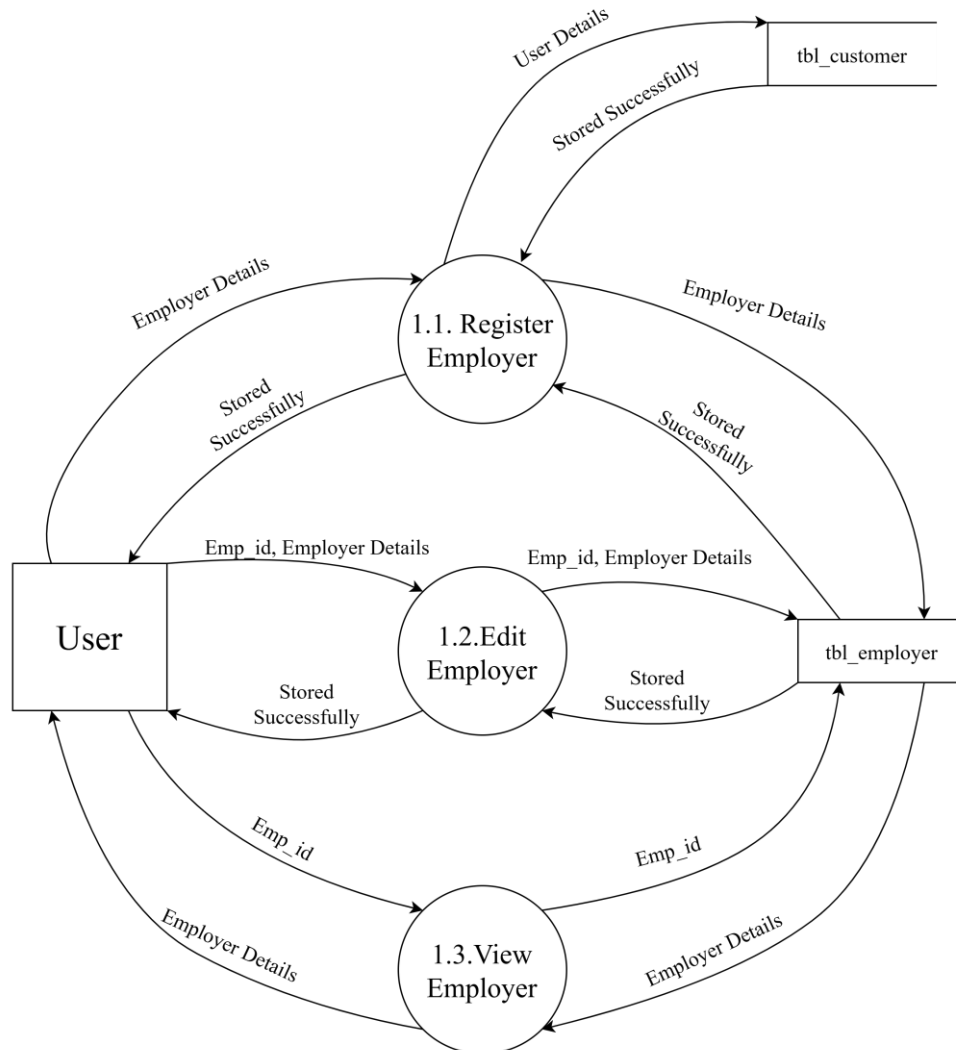 User Details
tbl_customer
Stored Successfully
Employer Details
Employer Details
1.1. Register
Employer
Stored
Successfully
Stored
Successfully
Emp_id, Employer Details
Emp_id, Employer Details
User
1.2.Edit
Employer
tbl_employer
Stored
Successfully
Stored
Successfully
Emp_id
Emp_id
Employer Details
1.3.View
Employer
Employer Details